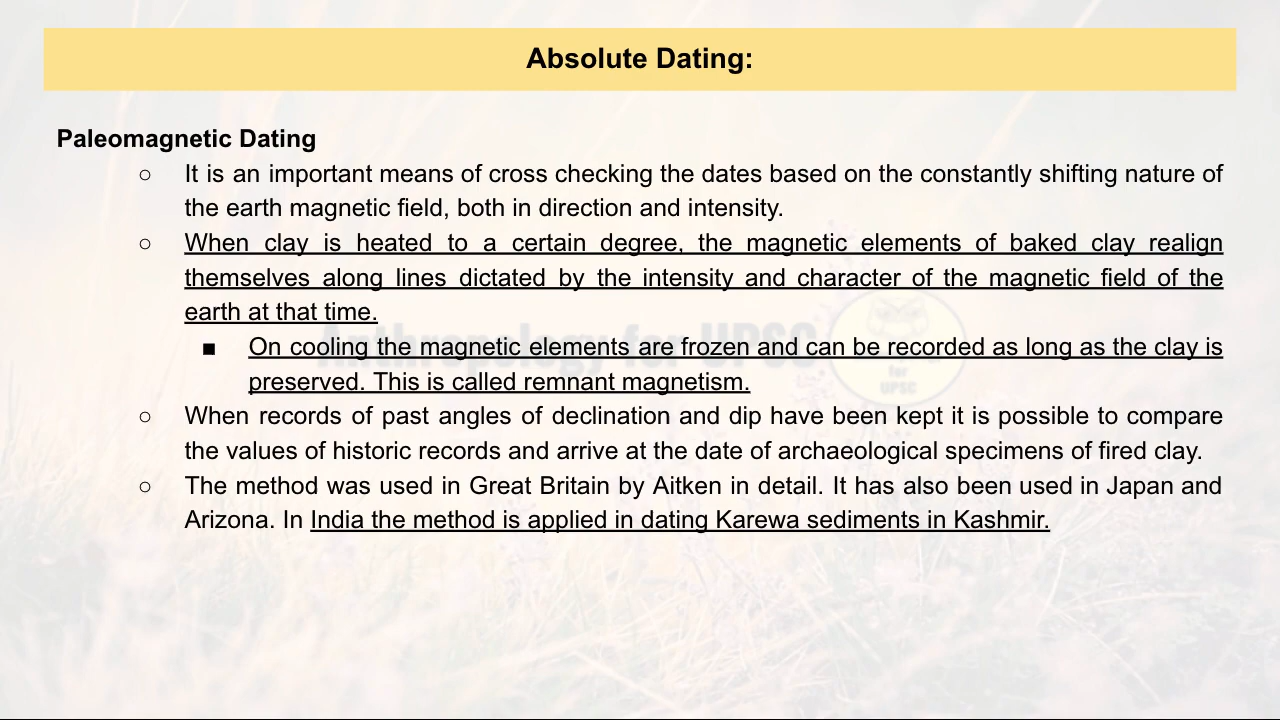 Absolute Dating:
Paleomagnetic Dating
○ It is an important means of cross checking the dates based on the constantly shifting nature of
the earth magnetic field, both in direction and intensity.
○ When clay is heated to a certain degree, the magnetic elements of baked clay realign
themselves along lines dictated by the intensity and character of the magnetic field of the
earth at that time.
Anthropology for UPSC
for
UPSC
■ On cooling the magnetic elements are frozen and can be recorded as long as the clay is
preserved. This is called remnant magnetism.
○ When records of past angles of declination and dip have been kept it is possible to compare
the values of historic records and arrive at the date of archaeological specimens of fired clay.
○ The method was used in Great Britain by Aitken in detail. It has also been used in Japan and
Arizona. In India the method is applied in dating Karewa sediments in Kashmir.